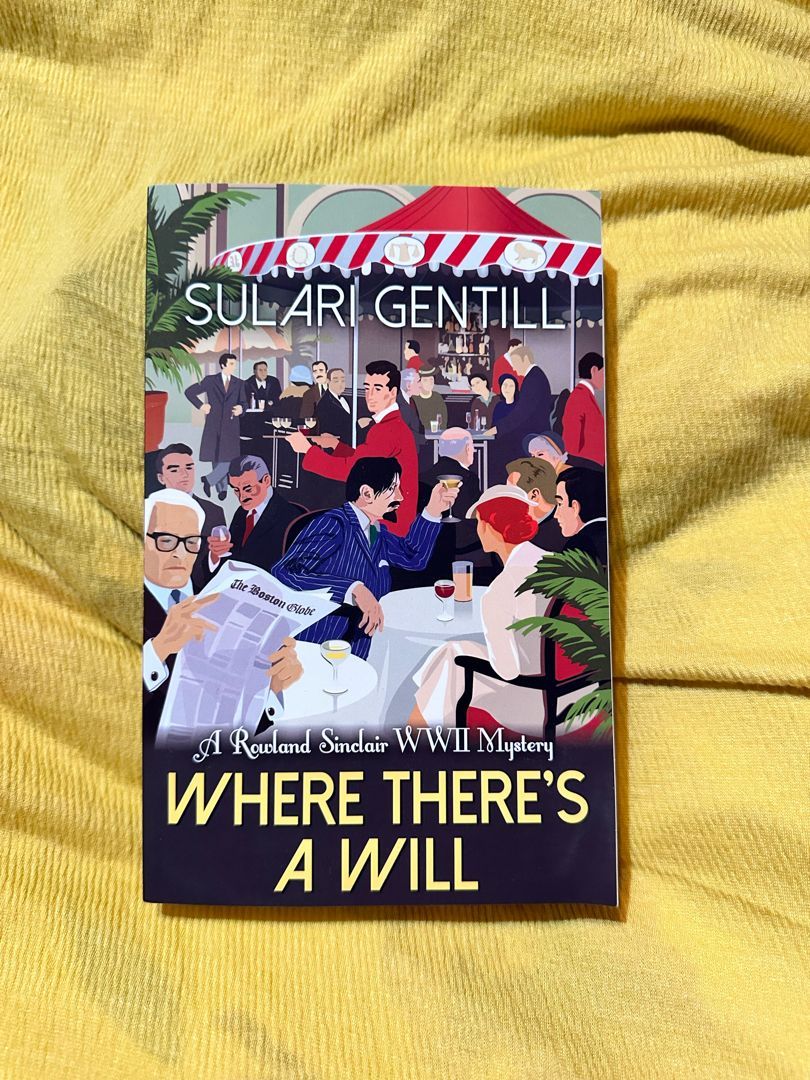 SULARI GENTILL
The Boston Globe
A Rowland Sinclair WWII Mystery
WHERE THERE'S
A WILL